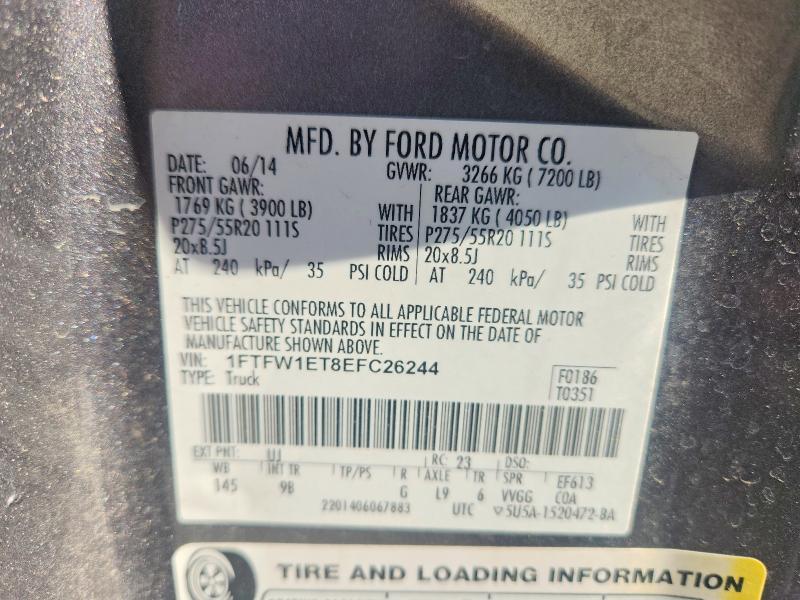 MFD. BY FORD MOTOR CO.
DATE: 06/14 GVWR: 3266 KG ( 7200 LB)
FRONT GAWR: REAR GAWR:
1769 KG ( 3900 LB) WITH 1837 KG ( 4050 LB) WITH
P275/55R20 111S TIRES P275/55R20 111S TIRES
20x8.5J RIMS 20x8.5J RIMS
AT 240 kPa/ 35 PSI COLD AT 240 kPa/ 35 PSI COLD
THIS VEHICLE CONFORMS TO ALL APPLICABLE FEDERAL MOTOR
VEHICLE SAFETY STANDARDS IN EFFECT ON THE DATE OF
MANUFACTURE SHOWN ABOVE.
VIN: 1FTFW1ET8EFC26244
TYPE: Truck F0186
T0351
EXT PNT: UJ RC: 23 DSO:
WB INT TR TP/PS R AXLE TR SPR EF613
145 9B G L9 6 VVGG COA
2201406067883 UTC ▽5U5A-1520472-BA
TIRE AND LOADING INFORMATION